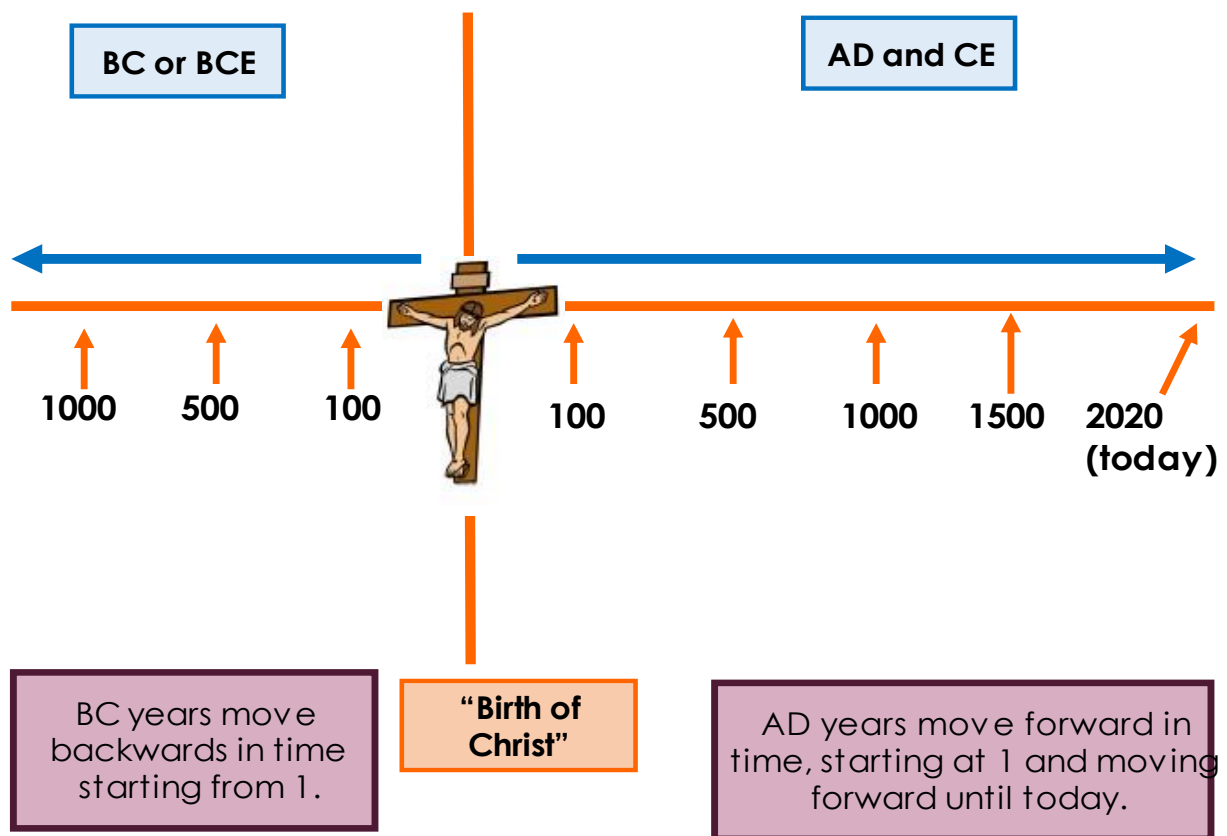 BC or BCE
AD and CE
1000 500 100 100 500 1000 1500 2020
(today)
BC years move
backwards in time
starting from 1.
“Birth of
Christ”
AD years move forward in
time, starting at 1 and moving
forward until today.